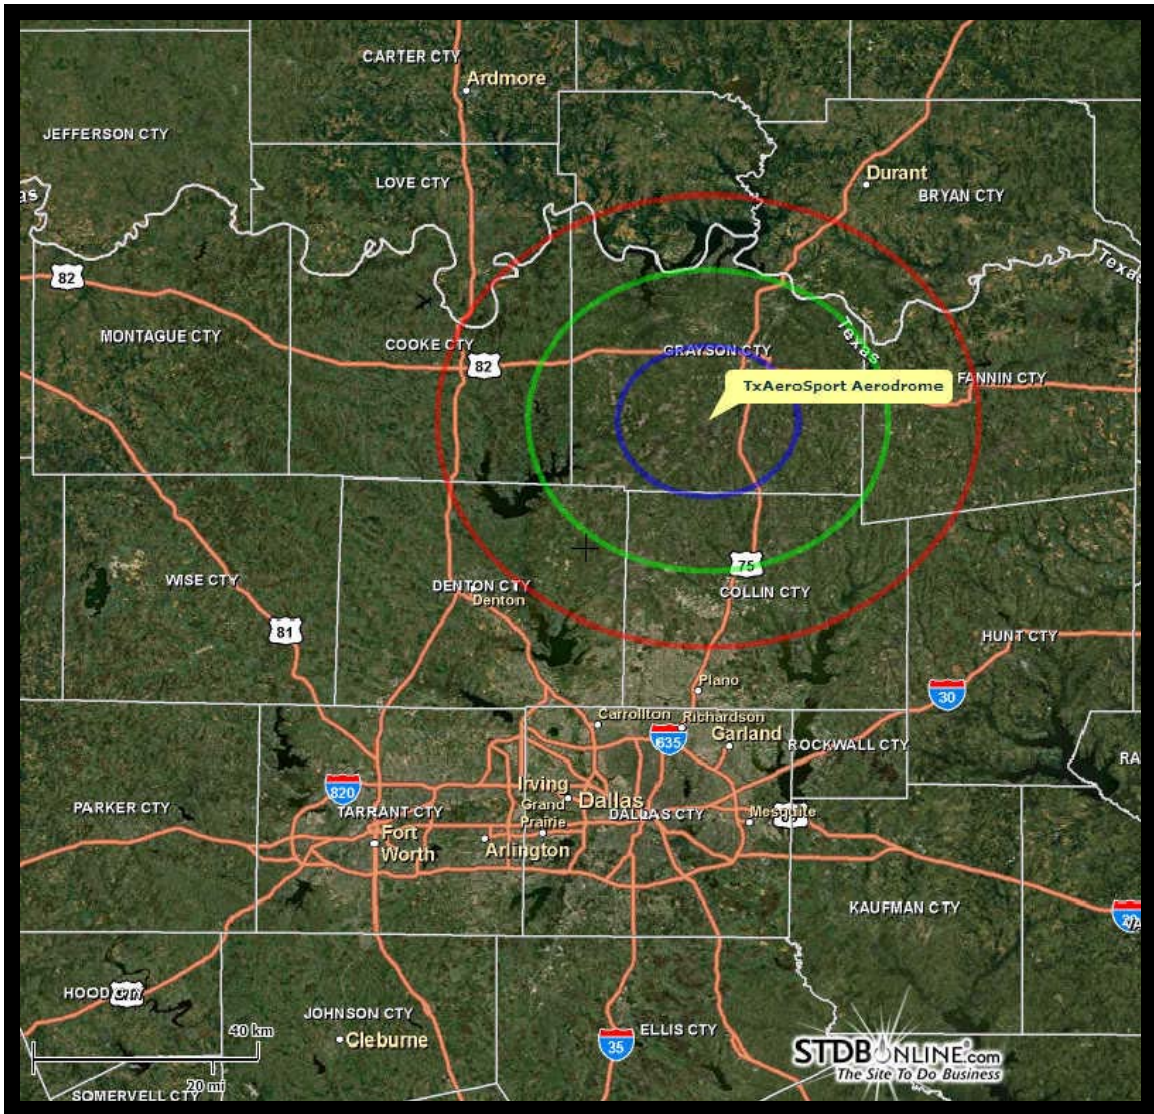 CARTER CTY
Ardmore
JEFFERSON CTY
LOVE CTY
Durant
BRYAN CTY
as
82
Texas
MONTAGUE CTY
COOKE CTY
82
GRAYSON CTY
Texas
TxAeroSport Aerodrome
FANNIN CTY
WISE CTY
DENTON CTY
Denton
75
COLLIN CTY
81
HUNT CTY
Plano
30
Carrollton
Richardson
635
Garland
ROCKWALL CTY
RA
820
Irving
Dallas
PARKER CTY
TARRANT CTY
Grand
Prairie
DALLAS CTY
Mesquite
Fort
Worth
Arlington
KAUFMAN CTY
HOOD CTY
JOHNSON CTY
40 km
Cleburne
35
ELLIS CTY
STDBONLINE.com
The Site To Do Business
20 mi
SOMERVELL CTY